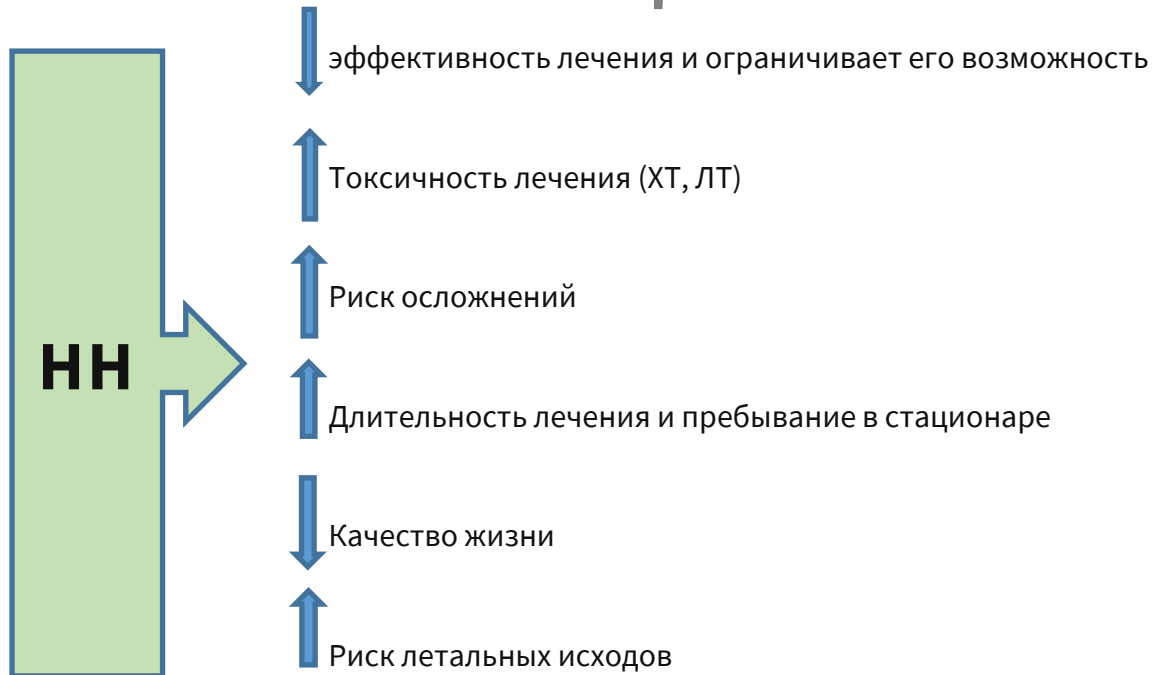 эффективность лечения и ограничивает его возможность
Токсичность лечения (ХТ, ЛТ)
Риск осложнений
НН
Длительность лечения и пребывание в стационаре
Качество жизни
Риск летальных исходов